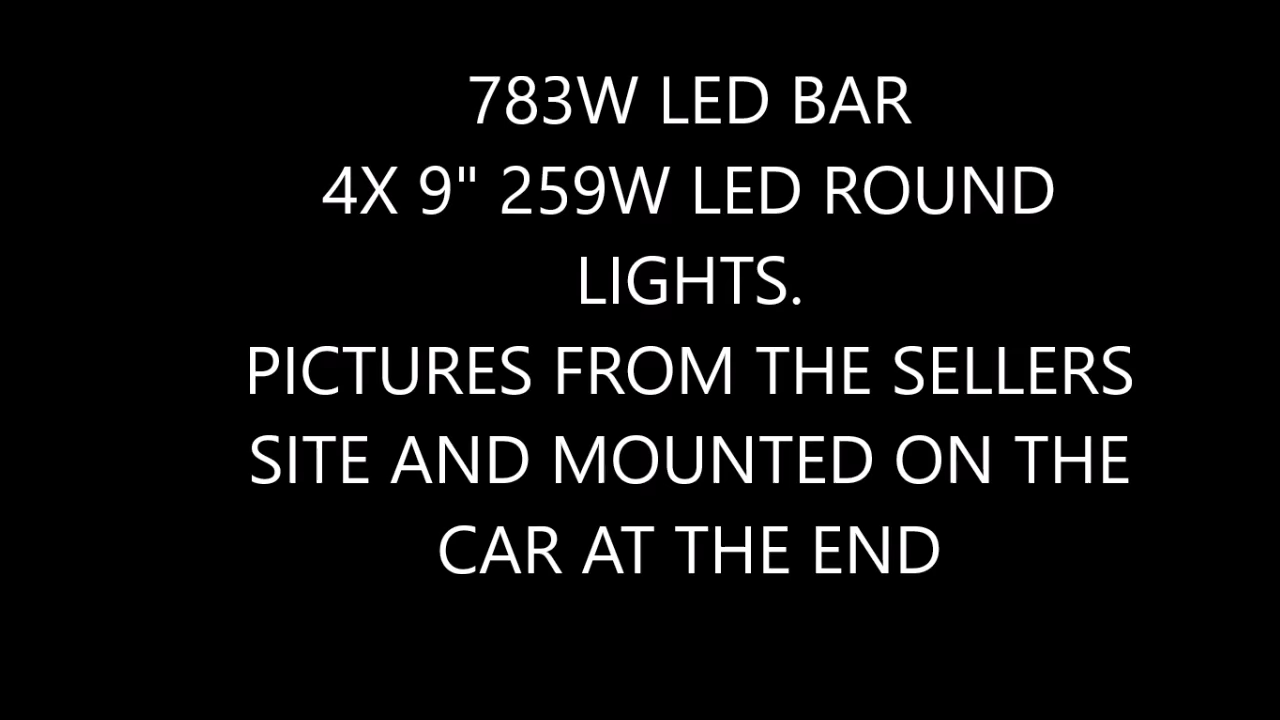 783W LED BAR
4X 9" 259W LED ROUND
LIGHTS.
PICTURES FROM THE SELLERS
SITE AND MOUNTED ON THE
CAR AT THE END